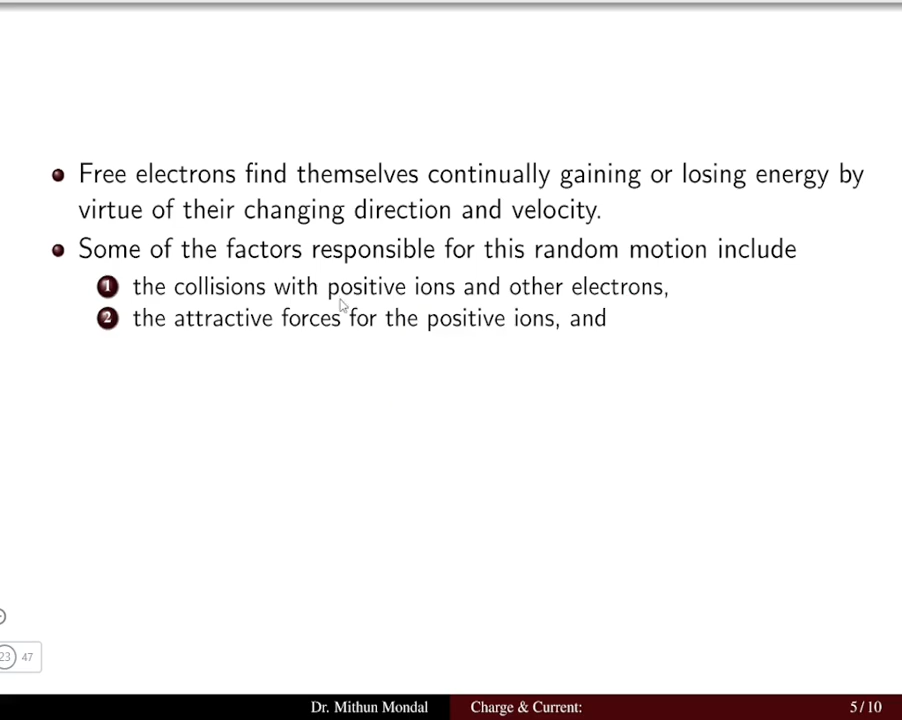 Free electrons find themselves continually gaining or losing energy by
virtue of their changing direction and velocity.
Some of the factors responsible for this random motion include
1 the collisions with positive ions and other electrons,
2 the attractive forces for the positive ions, and
23 47
Dr. Mithun Mondal Charge & Current: 5 / 10